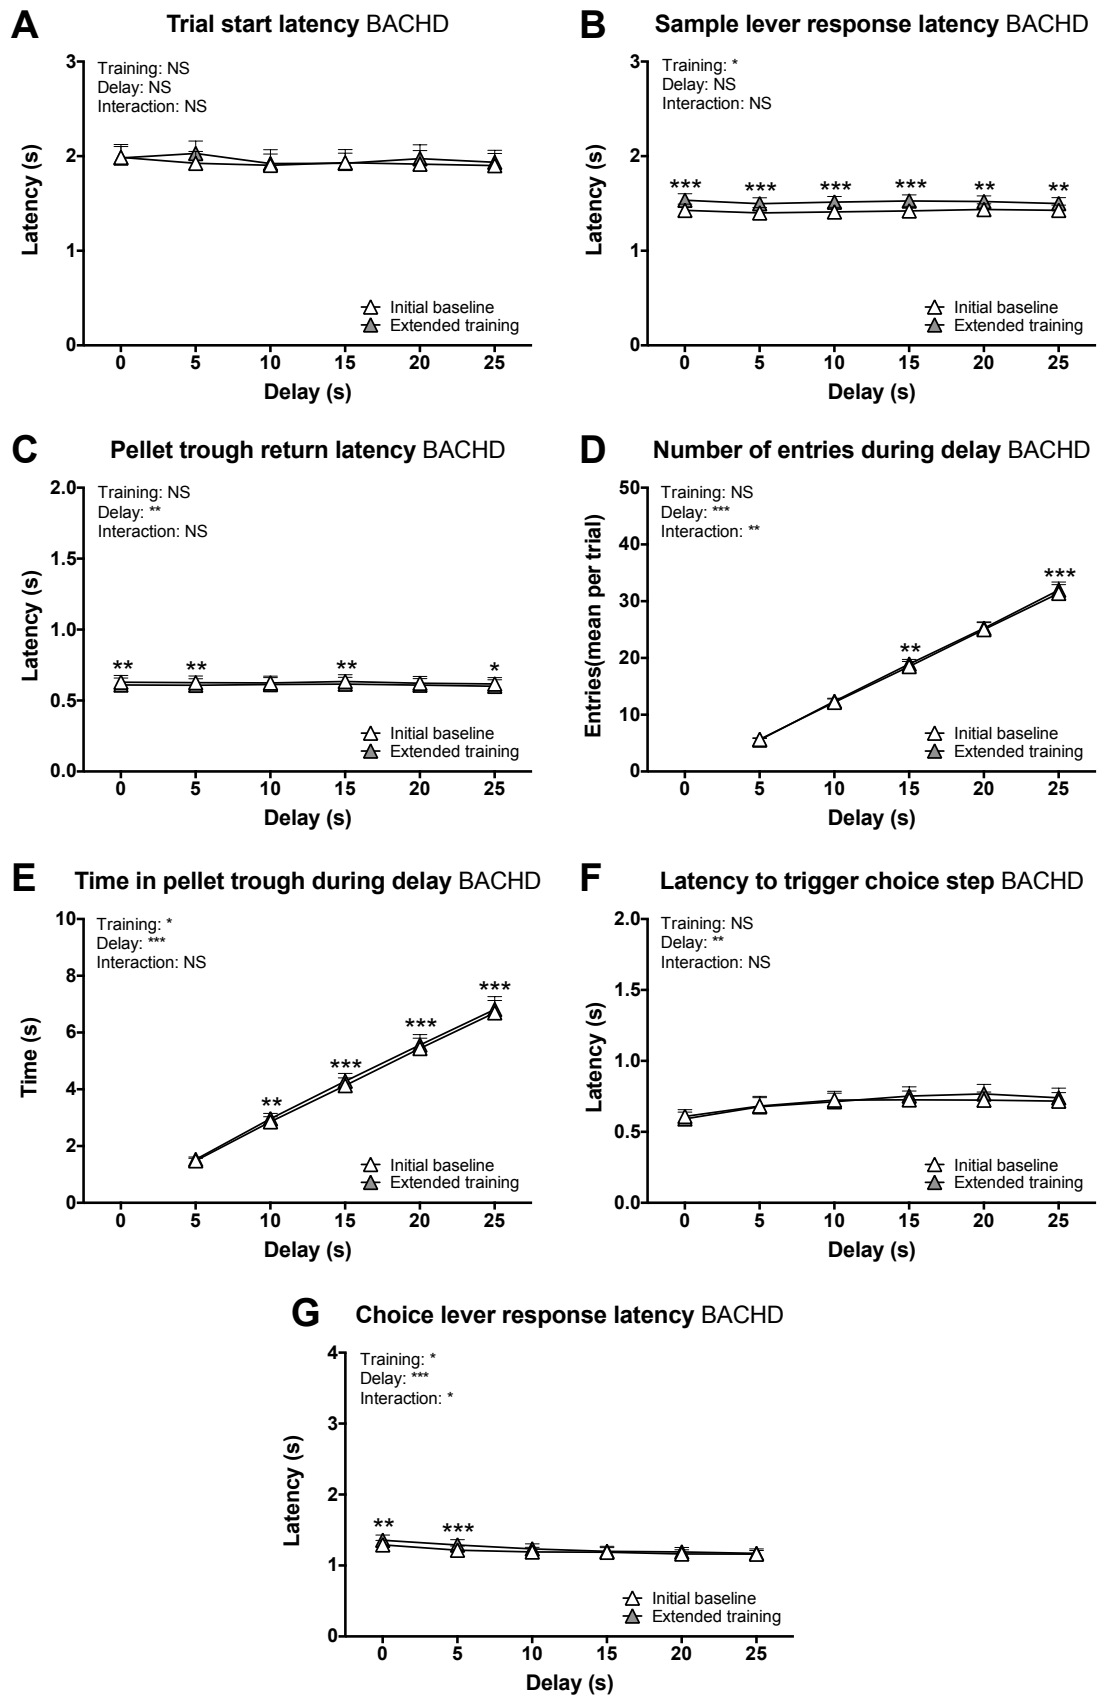 A Trial start latency BACHD
3
2
1
0
Latency (s)
Training: NS
Delay: NS
Interaction: NS
Initial baseline
Extended training
0 5 10 15 20 25
Delay (s)
B Sample lever response latency BACHD
3
2
1
0
Latency (s)
Training: *
Delay: NS
Interaction: NS
*** *** *** *** ** **
Initial baseline
Extended training
0 5 10 15 20 25
Delay (s)
C Pellet trough return latency BACHD
2.0
1.5
1.0
0.5
0.0
Latency (s)
Training: NS
Delay: **
Interaction: NS
** ** ** *
Initial baseline
Extended training
0 5 10 15 20 25
Delay (s)
D Number of entries during delay BACHD
50
40
30
20
10
0
Entries(mean per trial)
Training: NS
Delay: ***
Interaction: **
***
**
Initial baseline
Extended training
0 5 10 15 20 25
Delay (s)
E Time in pellet trough during delay BACHD
10
8
6
4
2
0
Time (s)
Training: *
Delay: ***
Interaction: NS
***
***
***
**
Initial baseline
Extended training
0 5 10 15 20 25
Delay (s)
F Latency to trigger choice step BACHD
2.0
1.5
1.0
0.5
0.0
Latency (s)
Training: NS
Delay: **
Interaction: NS
Initial baseline
Extended training
0 5 10 15 20 25
Delay (s)
G Choice lever response latency BACHD
4
3
2
1
0
Latency (s)
Training: *
Delay: ***
Interaction: *
** ***
Initial baseline
Extended training
0 5 10 15 20 25
Delay (s)